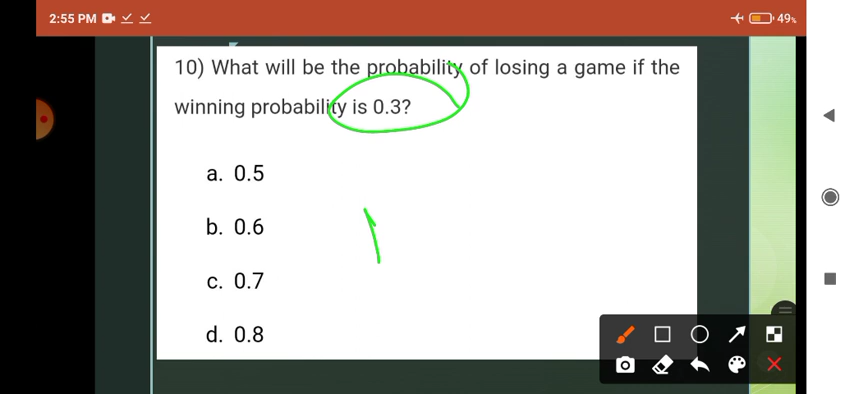 2:55 PM
49%
10) What will be the probability of losing a game if the
winning probability is 0.3?
a. 0.5
b. 0.6
c. 0.7
d. 0.8